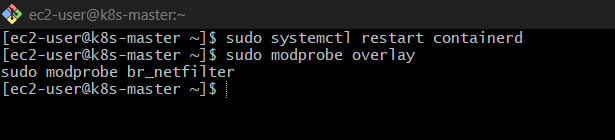 ec2-user@k8s-master:~
[ec2-user@k8s-master ~]$ sudo systemctl restart containerd
[ec2-user@k8s-master ~]$ sudo modprobe overlay
sudo modprobe br_netfilter
[ec2-user@k8s-master ~]$